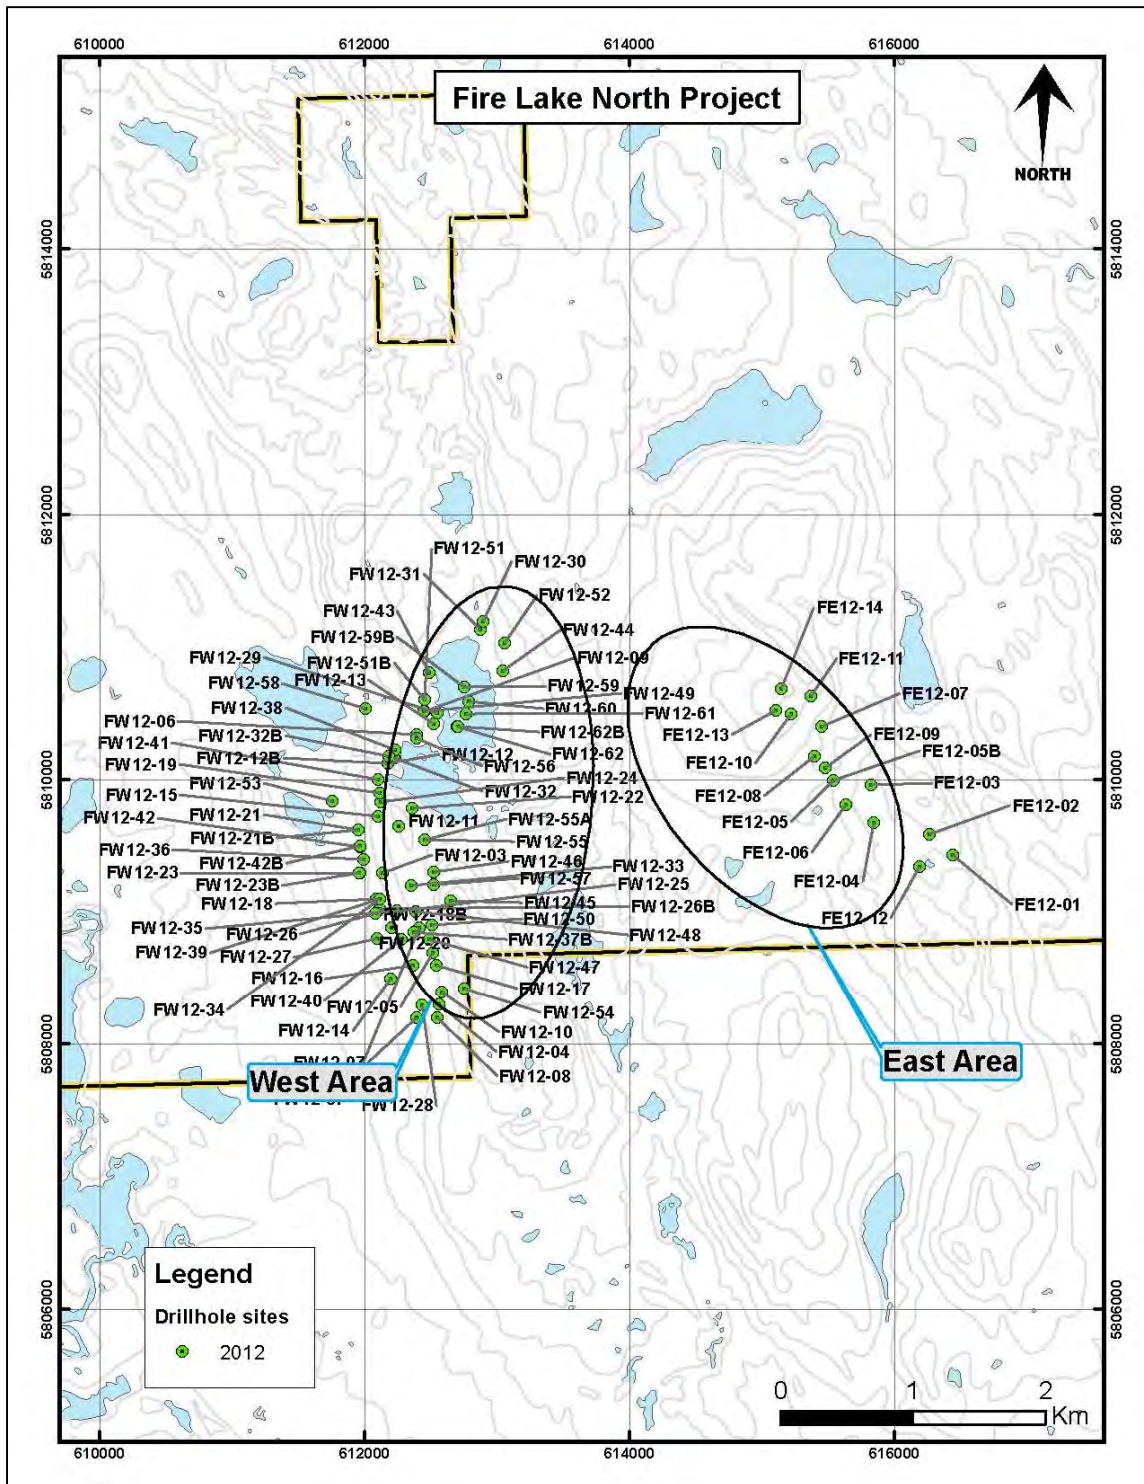 610000
612000
614000
616000
Fire Lake North Project
NORTH
5814000
5814000
5812000
5812000
FW12-51
FW12-30
FW12-31
FW12-52
FW12-43
FE12-14
FW12-59B
FW12-44
FW12-29
FW12-51B
FW12-09
FE12-11
FW12-13
FW12-58
FW12-59
FW12-49
FE12-07
FW12-38
FW12-60
FW12-61
FW12-06
FE12-13
FE12-09
FW12-32B
FW12-62B
FW12-41
FW12-12B
FW12-12
FW12-62
FE12-05B
FW12-19
FW12-56
FE12-10
5810000
5810000
FW12-53
FW12-24
FE12-03
FW12-15
FW12-32
FW12-22
FE12-08
FE12-02
FW12-42
FW12-21
FW12-11
FW12-55A
FE12-05
FW12-21B
FW12-55
FW12-36
FW12-42B
FW12-03
FW12-46
FE12-06
FW12-23
FW12-33
FW12-23B
FW12-57
FW12-25
FE12-04
FW12-18
FW12-45
FW12-26B
FE12-01
FW12-35
FW12-18B
FW12-50
FE12-12
FW12-26
FW12-48
FW12-39
FW12-20
FW12-37B
FW12-27
FW12-47
FW12-16
FW12-17
FW12-34
FW12-40
FW12-05
FW12-54
FW12-14
FW12-10
5808000
5808000
FW12-07
FW12-04
West Area
East Area
FW12-08
FW12-28
5806000
5806000
Legend
Drillhole sites
2012
0 1 2
Km
610000
612000
614000
616000